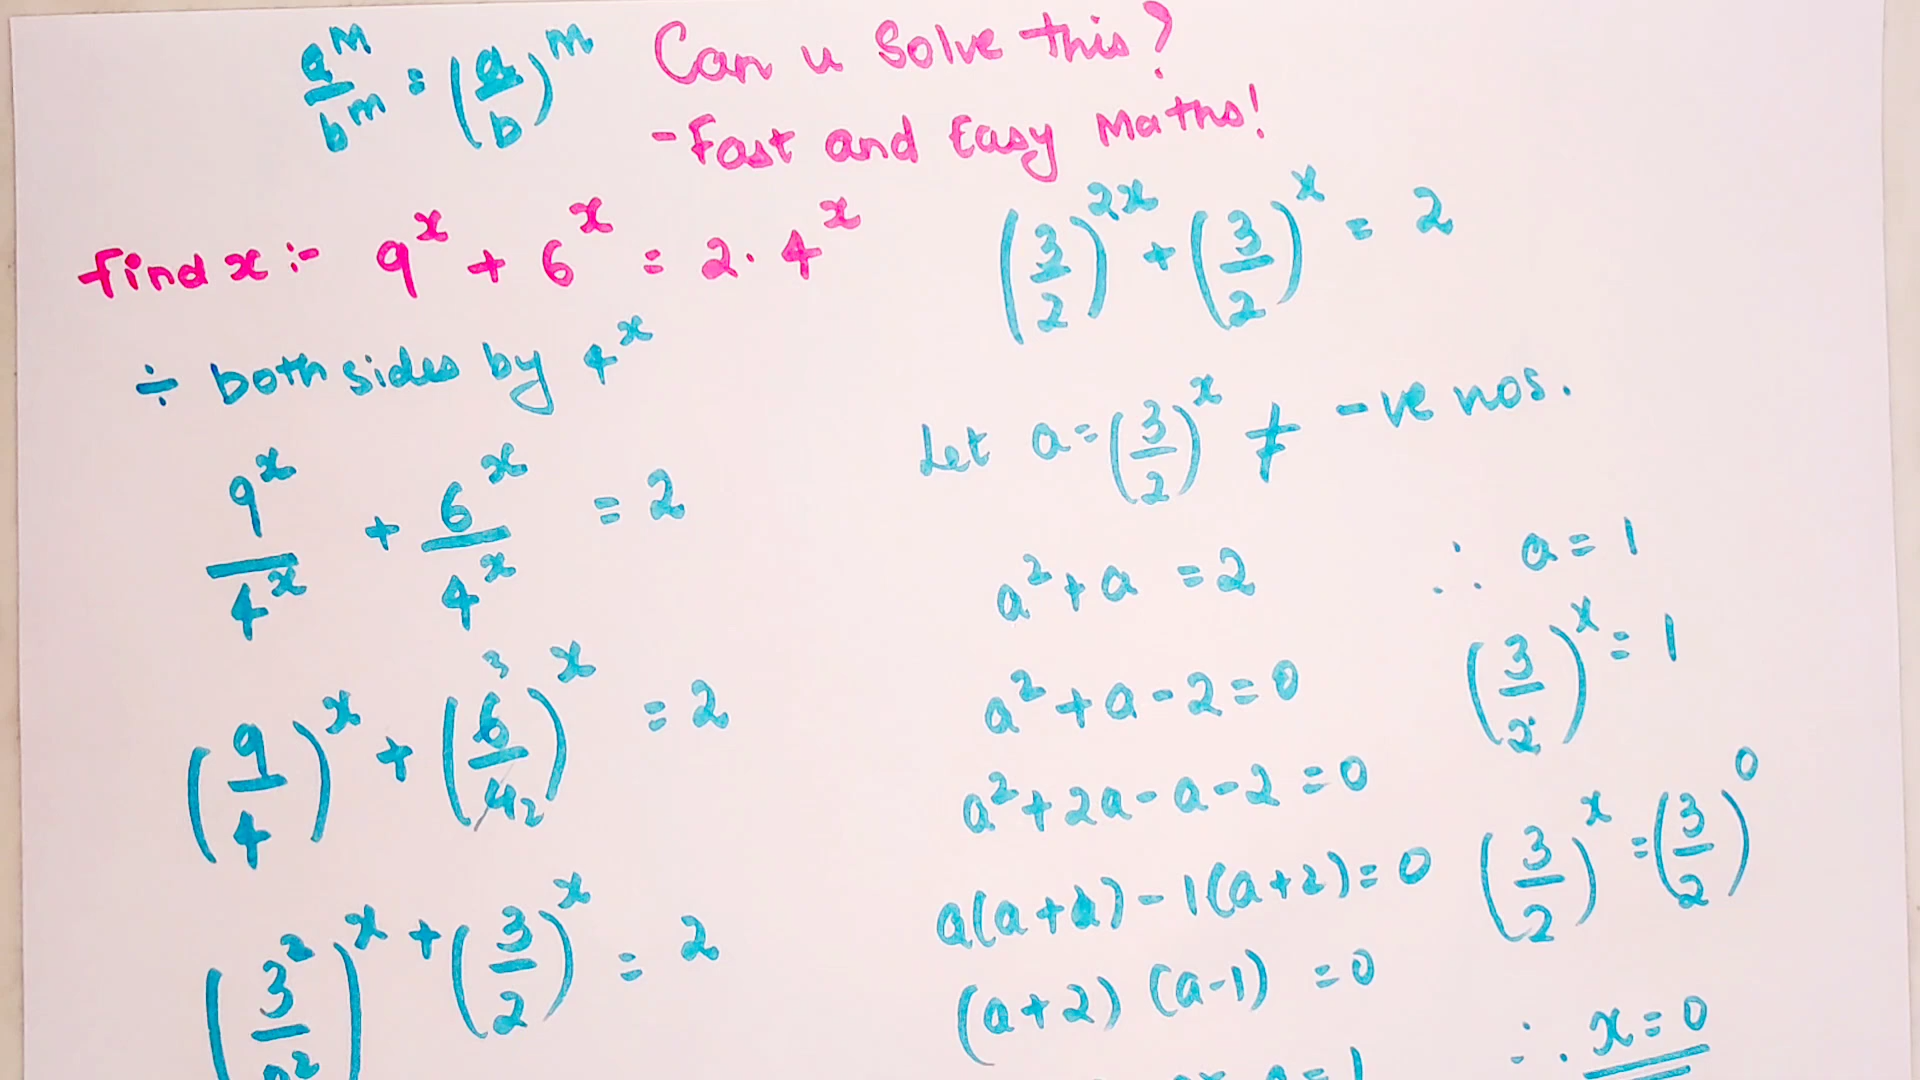 a^m/b^m = (a/b)^m
Can u Solve this?
- Fast and Easy Maths!
find x :- 9^x + 6^x = 2 . 4^x
÷ both sides by 4^x
9^x/4^x + 6^x/4^x = 2
(9/4)^x + (6/4)^x = 2
3 2
(3^2/2^2)^x + (3/2)^x = 2
(3/2)^2x + (3/2)^x = 2
Let a = (3/2)^x ≠ -ve nos.
a^2 + a = 2
a^2 + a - 2 = 0
a^2 + 2a - a - 2 = 0
a(a+2) - 1(a+2) = 0
(a+2) (a-1) = 0
a = 1
∴ a = 1
(3/2)^x = 1
(3/2)^x = (3/2)^0
∴ x = 0